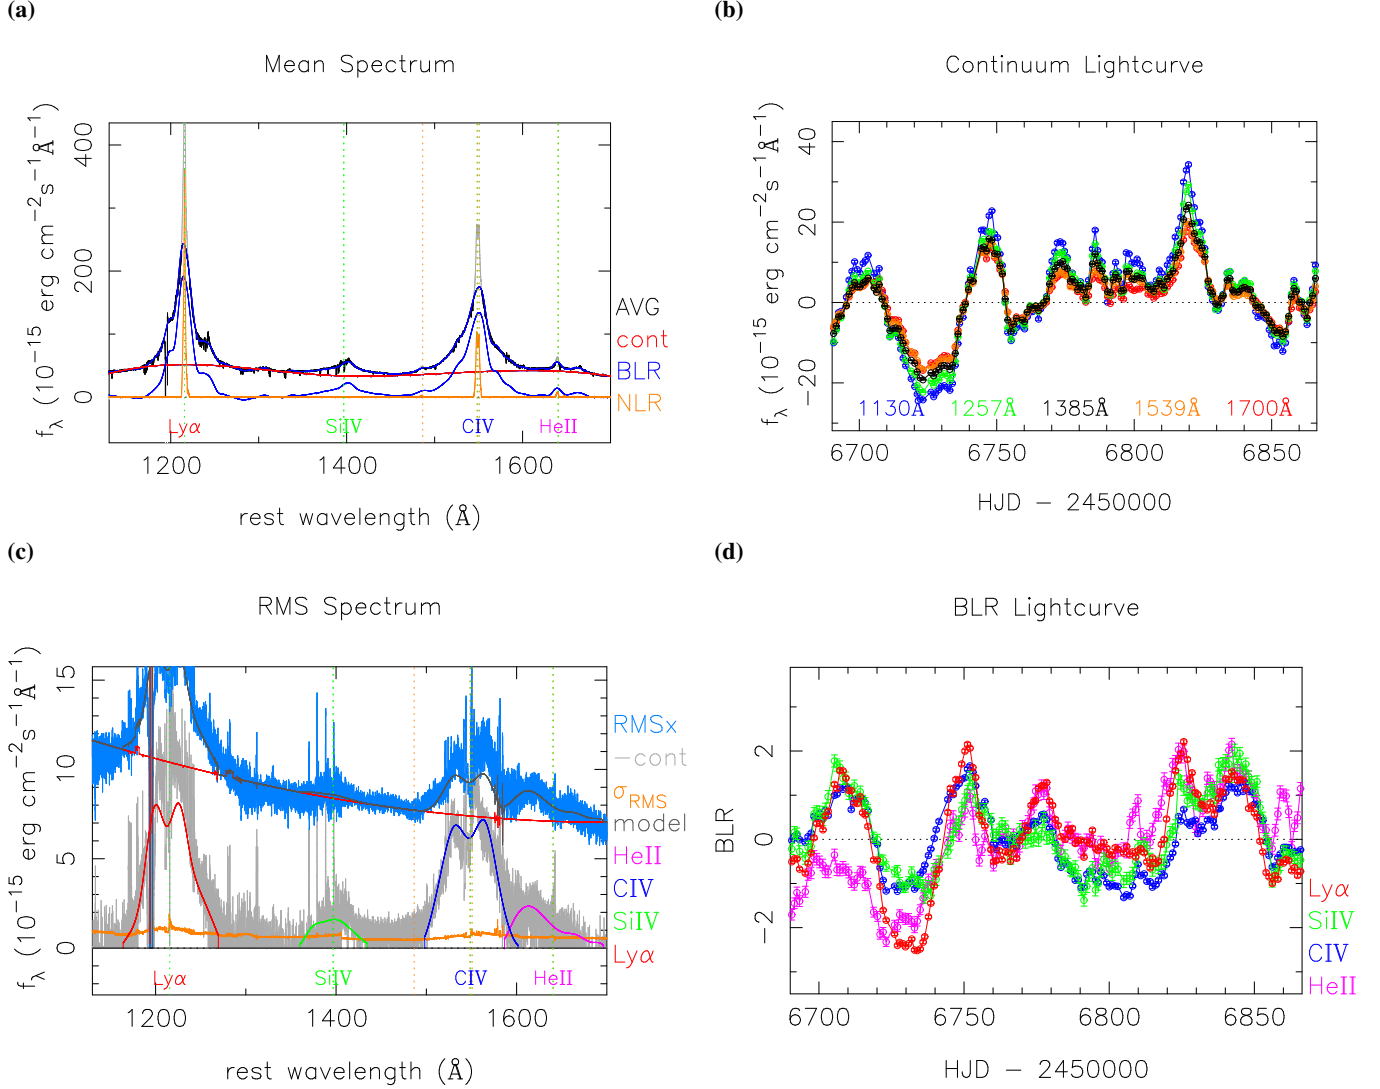 (a)
Mean Spectrum
f_λ (10^−15 erg cm^−2 s^−1 Å^−1)
400
200
0
AVG
cont
BLR
NLR
Lyα SiIV CIV HeII
1200 1400 1600
rest wavelength (Å)
(b)
Continuum Lightcurve
f_λ (10^−15 erg cm^−2 s^−1 Å^−1)
40
20
0
−20
1130Å 1257Å 1385Å 1539Å 1700Å
6700 6750 6800 6850
HJD − 2450000
(c)
RMS Spectrum
f_λ (10^−15 erg cm^−2 s^−1 Å^−1)
15
10
5
0
RMSx
−cont
σ_RMS
model
HeII
CIV
SiIV
Lyα
Lyα SiIV CIV HeII
1200 1400 1600
rest wavelength (Å)
(d)
BLR Lightcurve
BLR
2
0
−2
Lyα
SiIV
CIV
HeII
6700 6750 6800 6850
HJD − 2450000